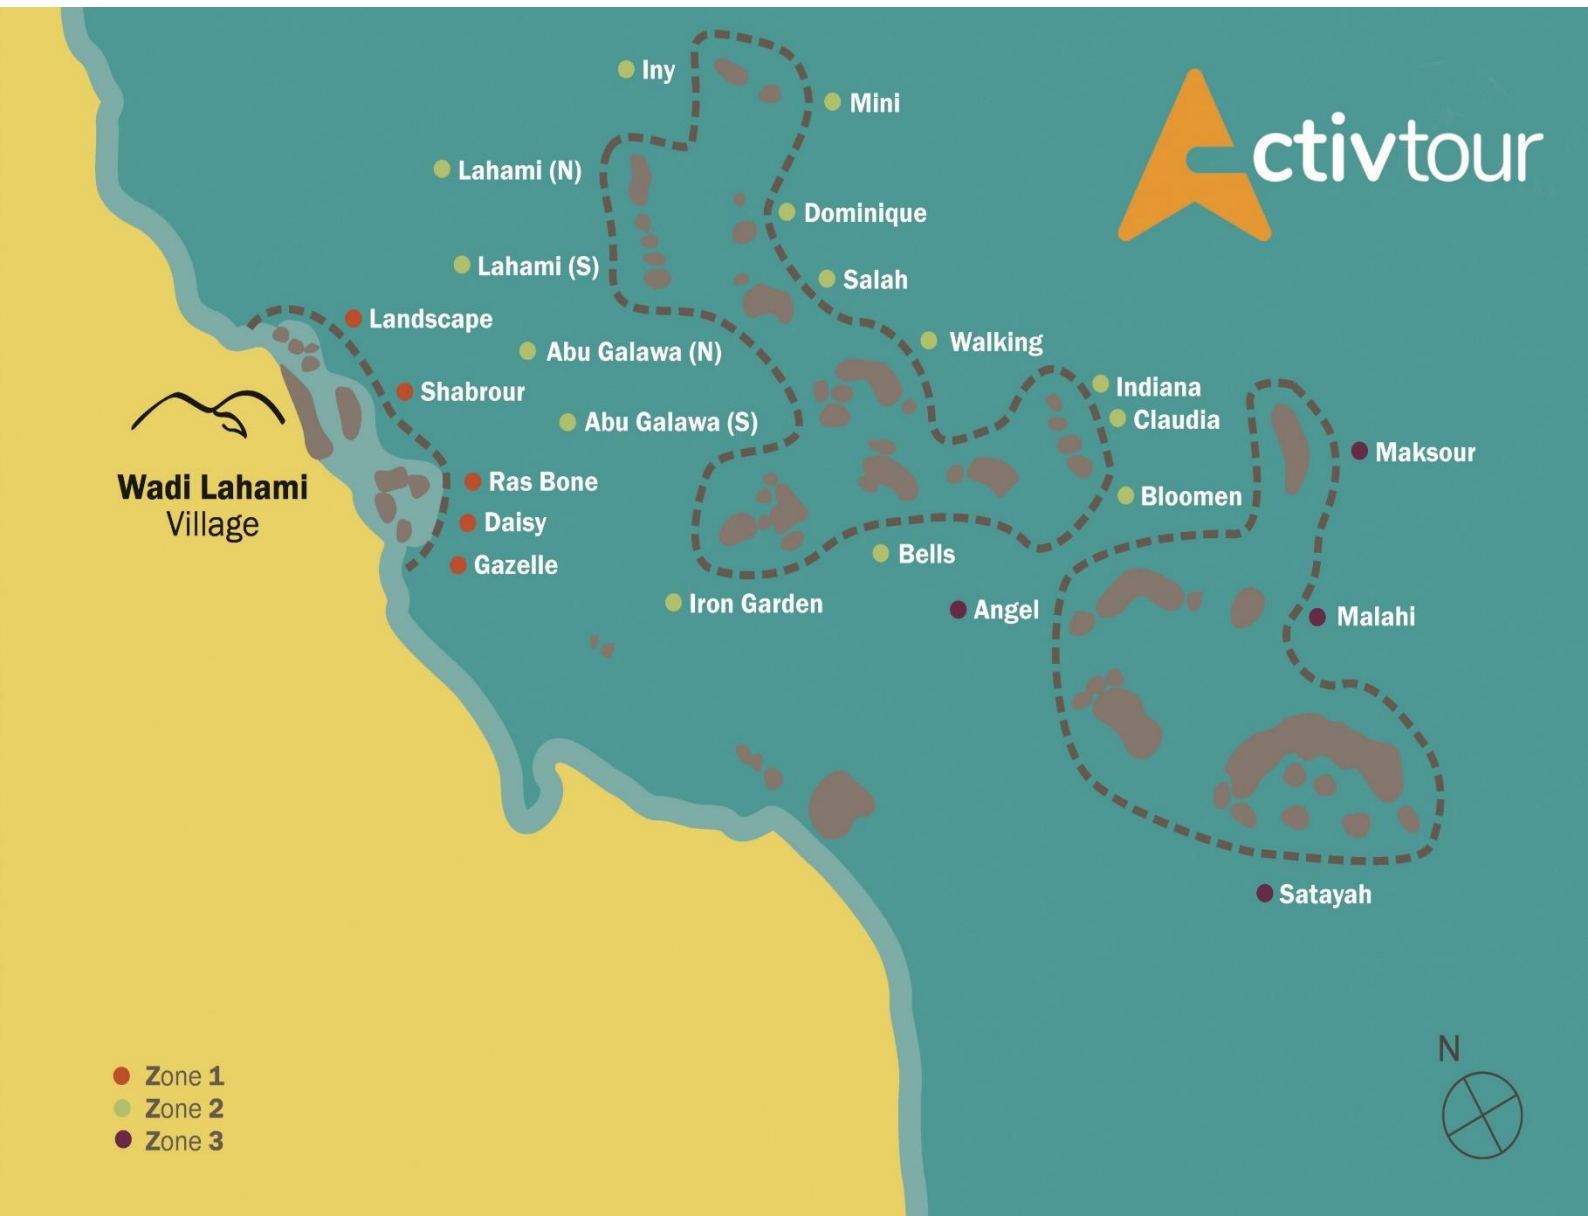 Iny
Mini
Activtour
Lahami (N)
Dominique
Lahami (S)
Salah
Landscape
Walking
Abu Galawa (N)
Indiana
Shabrour
Claudia
Abu Galawa (S)
Maksour
Wadi Lahami
Village
Ras Bone
Bloomen
Daisy
Bells
Gazelle
Iron Garden
Angel
Malahi
Satayah
N
Zone 1
Zone 2
Zone 3